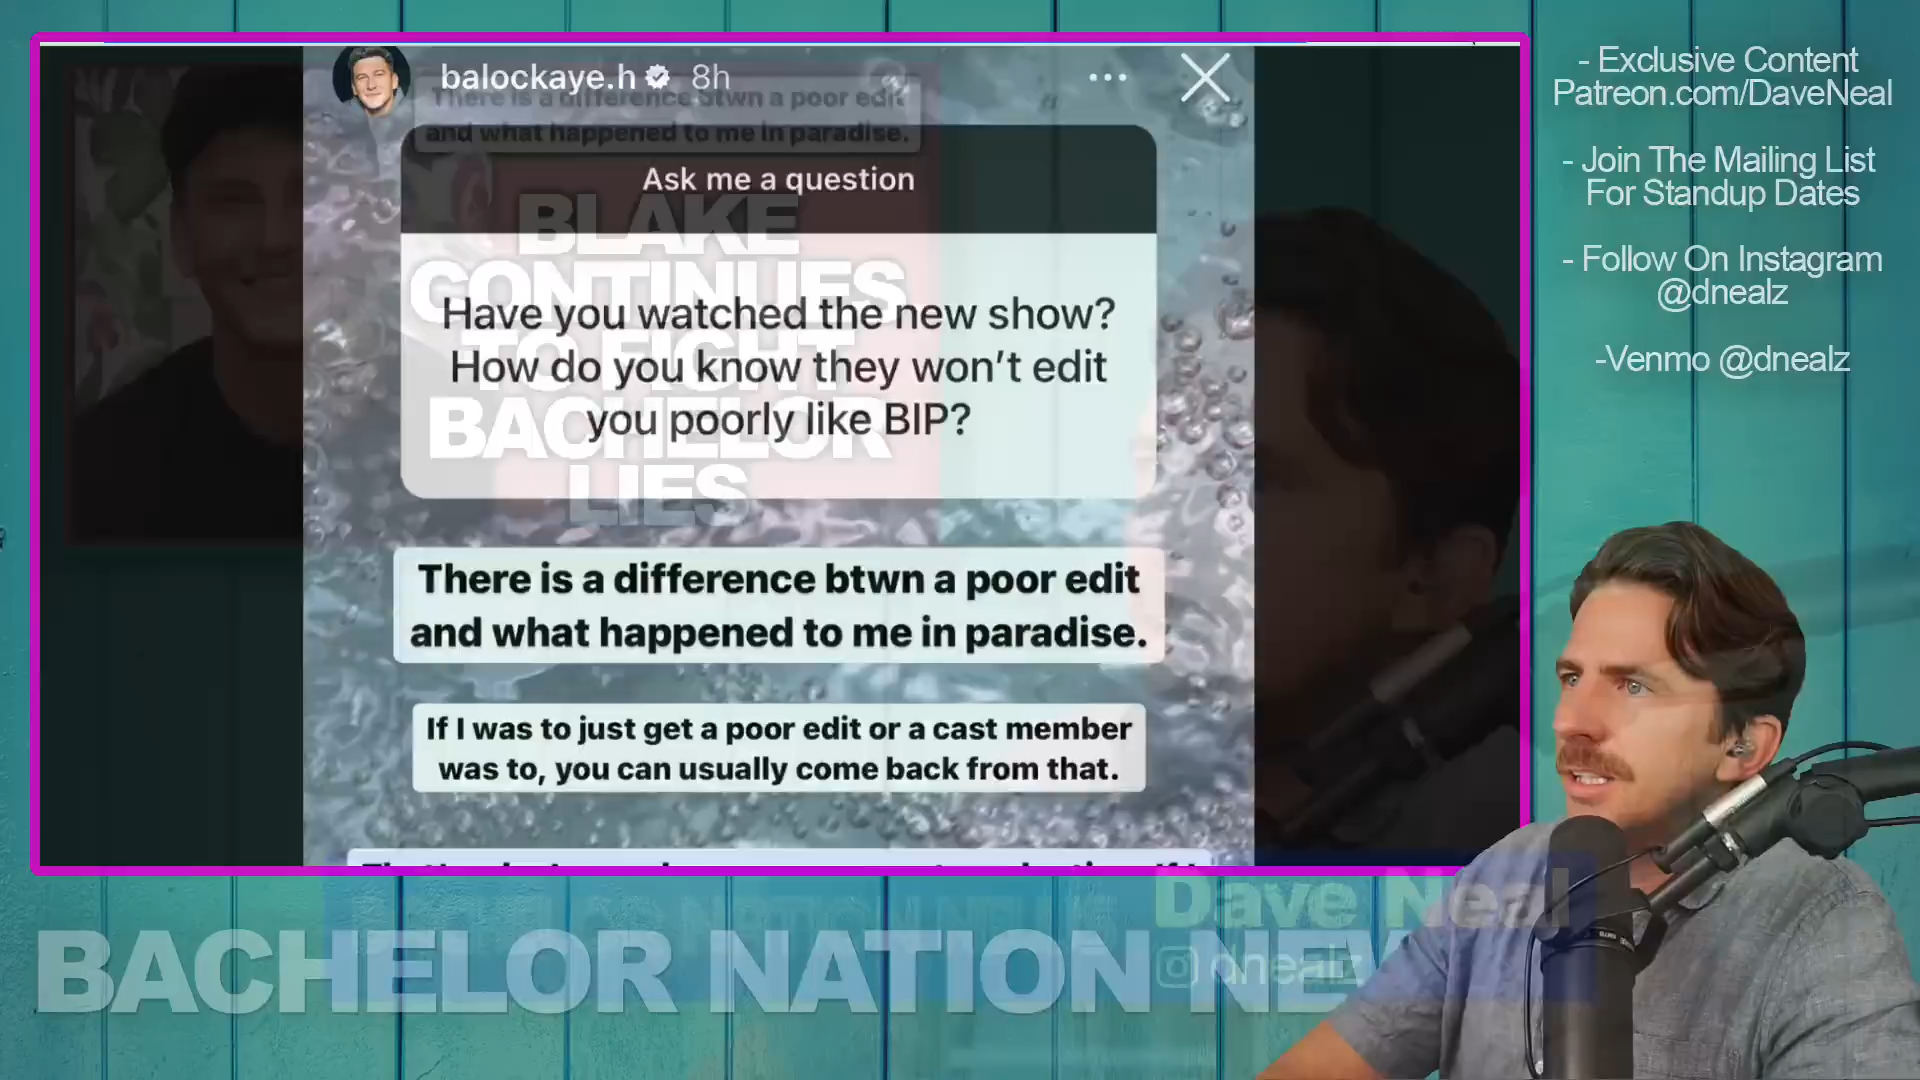 balockaye.h 8h
There is a difference btwn a poor edit
and what happened to me in paradise.
Ask me a question
BLAKE
CONTINUES
TO FIGHT
BACHELOR
LIES
Have you watched the new show?
How do you know they won't edit
you poorly like BIP?
There is a difference btwn a poor edit
and what happened to me in paradise.
If I was to just get a poor edit or a cast member
was to, you can usually come back from that.
- Exclusive Content
Patreon.com/DaveNeal
- Join The Mailing List
For Standup Dates
- Follow On Instagram
@dnealz
-Venmo @dnealz
Dave Neal
dnealz
BACHELOR NATION NEW